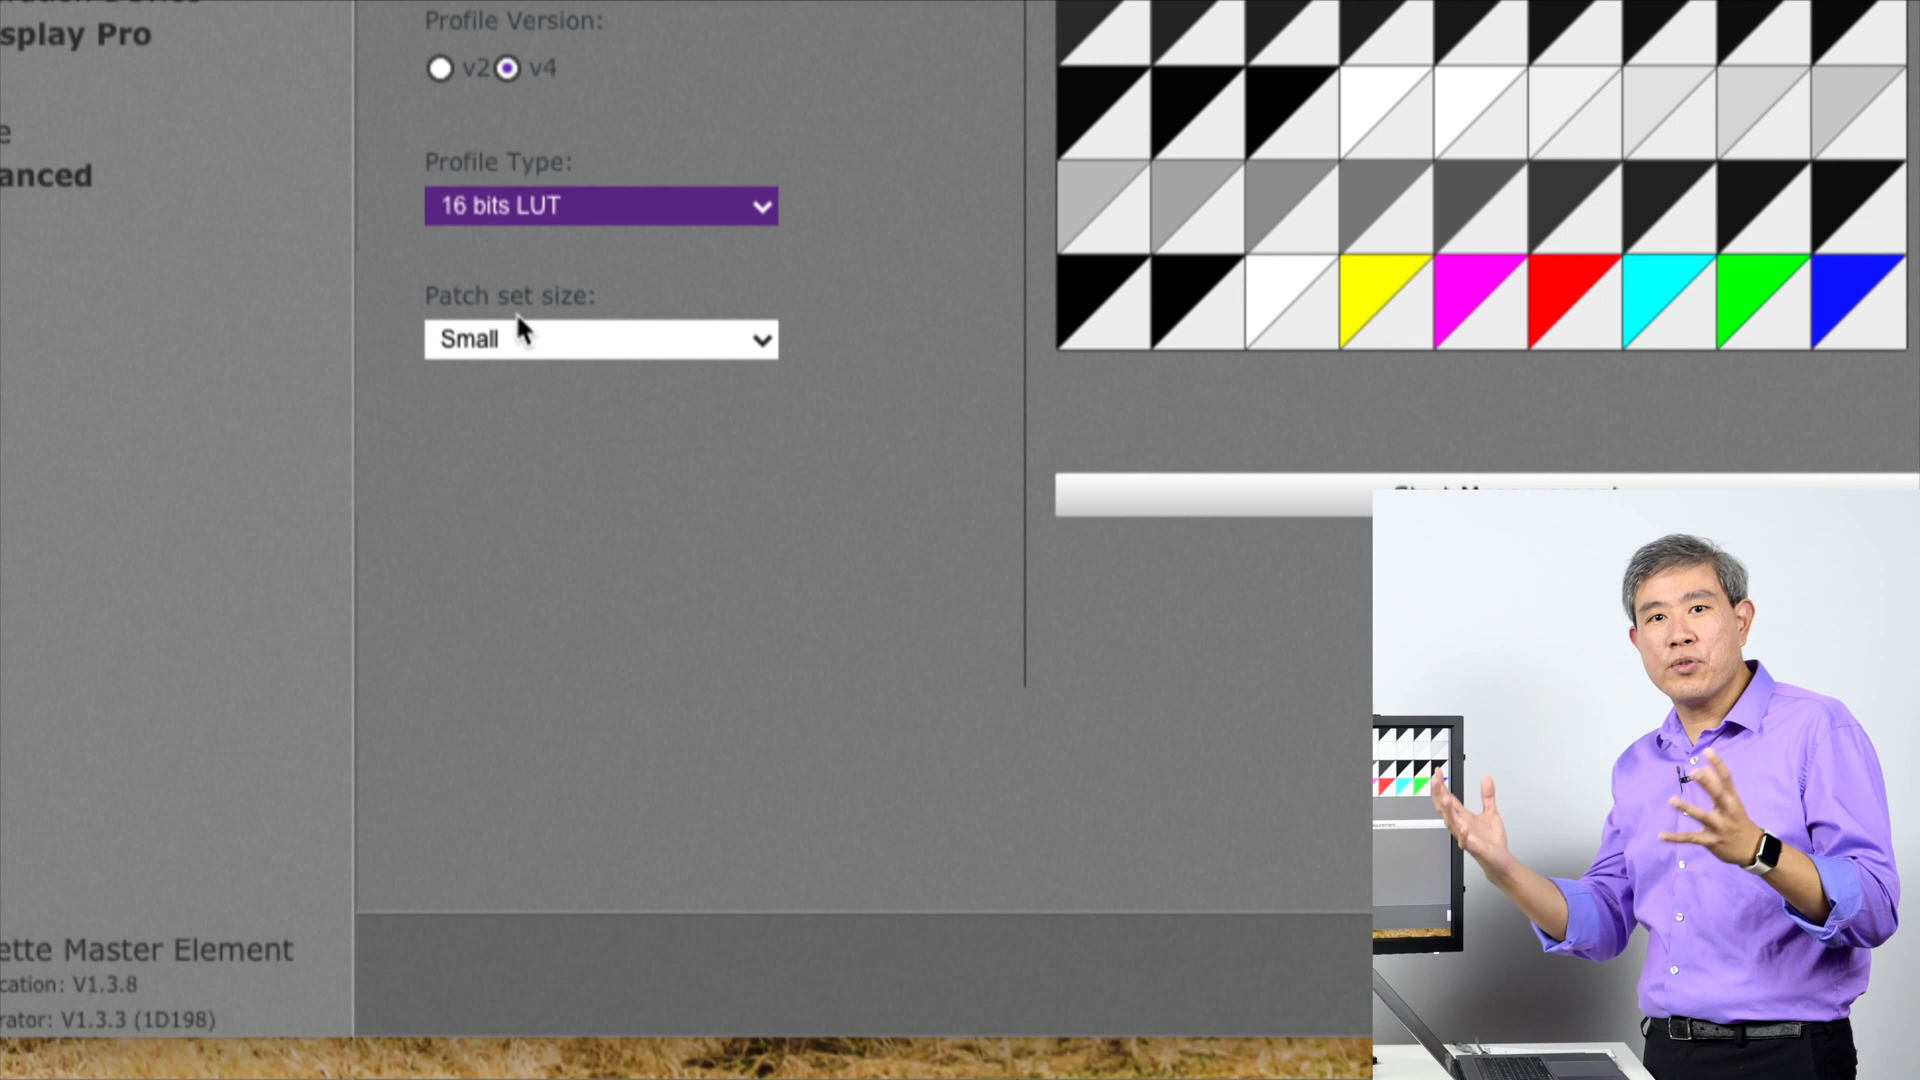 splay Pro
anced
Profile Version:
v2 v4
Profile Type:
16 bits LUT
Patch set size:
Small
ette Master Element
cation: V1.3.8
rator: V1.3.3 (1D198)